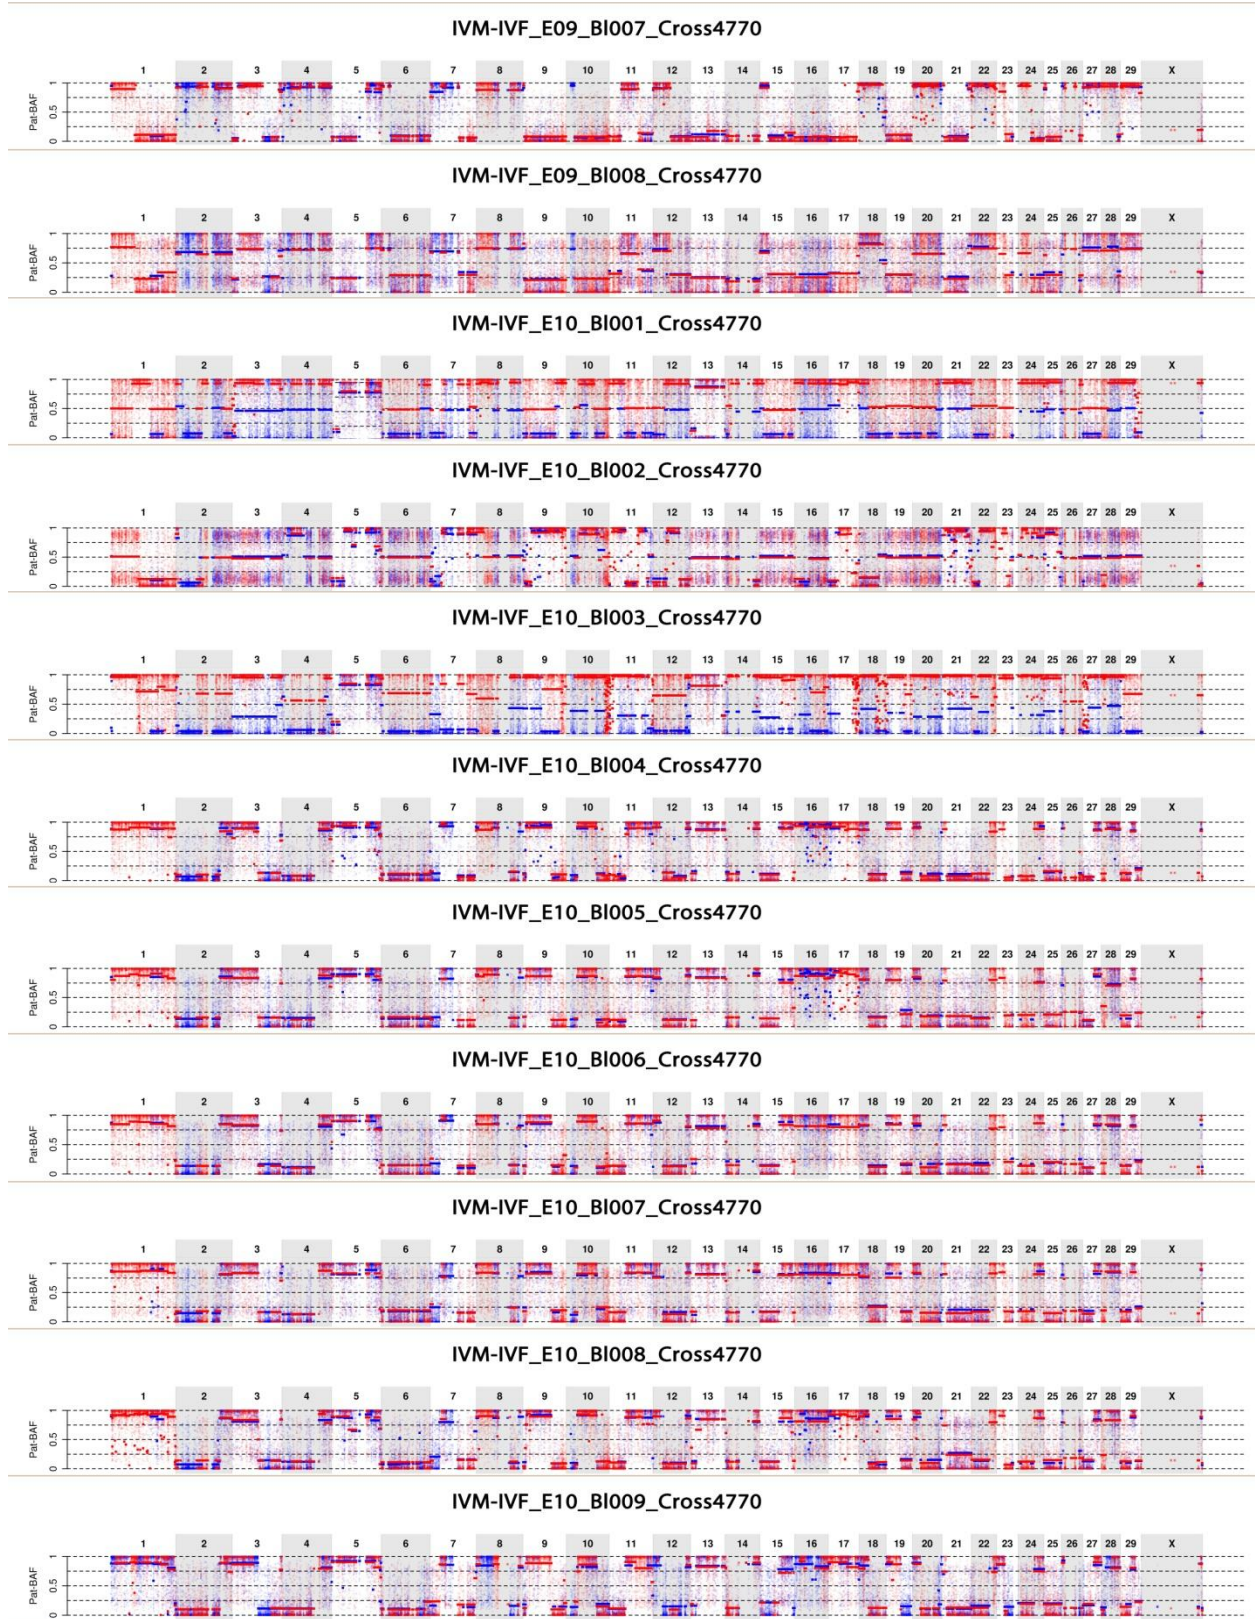 IVM-IVF_E09_Bl007_Cross4770
1 2 3 4 5 6 7 8 9 10 11 12 13 14 15 16 17 18 19 20 21 22 23 24 25 26 27 28 29 X
Pat-BAF
1
0.5
0
IVM-IVF_E09_Bl008_Cross4770
1 2 3 4 5 6 7 8 9 10 11 12 13 14 15 16 17 18 19 20 21 22 23 24 25 26 27 28 29 X
Pat-BAF
1
0.5
0
IVM-IVF_E10_Bl001_Cross4770
1 2 3 4 5 6 7 8 9 10 11 12 13 14 15 16 17 18 19 20 21 22 23 24 25 26 27 28 29 X
Pat-BAF
1
0.5
0
IVM-IVF_E10_Bl002_Cross4770
1 2 3 4 5 6 7 8 9 10 11 12 13 14 15 16 17 18 19 20 21 22 23 24 25 26 27 28 29 X
Pat-BAF
1
0.5
0
IVM-IVF_E10_Bl003_Cross4770
1 2 3 4 5 6 7 8 9 10 11 12 13 14 15 16 17 18 19 20 21 22 23 24 25 26 27 28 29 X
Pat-BAF
1
0.5
0
IVM-IVF_E10_Bl004_Cross4770
1 2 3 4 5 6 7 8 9 10 11 12 13 14 15 16 17 18 19 20 21 22 23 24 25 26 27 28 29 X
Pat-BAF
1
0.5
0
IVM-IVF_E10_Bl005_Cross4770
1 2 3 4 5 6 7 8 9 10 11 12 13 14 15 16 17 18 19 20 21 22 23 24 25 26 27 28 29 X
Pat-BAF
1
0.5
0
IVM-IVF_E10_Bl006_Cross4770
1 2 3 4 5 6 7 8 9 10 11 12 13 14 15 16 17 18 19 20 21 22 23 24 25 26 27 28 29 X
Pat-BAF
1
0.5
0
IVM-IVF_E10_Bl007_Cross4770
1 2 3 4 5 6 7 8 9 10 11 12 13 14 15 16 17 18 19 20 21 22 23 24 25 26 27 28 29 X
Pat-BAF
1
0.5
0
IVM-IVF_E10_Bl008_Cross4770
1 2 3 4 5 6 7 8 9 10 11 12 13 14 15 16 17 18 19 20 21 22 23 24 25 26 27 28 29 X
Pat-BAF
1
0.5
0
IVM-IVF_E10_Bl009_Cross4770
1 2 3 4 5 6 7 8 9 10 11 12 13 14 15 16 17 18 19 20 21 22 23 24 25 26 27 28 29 X
Pat-BAF
1
0.5
0